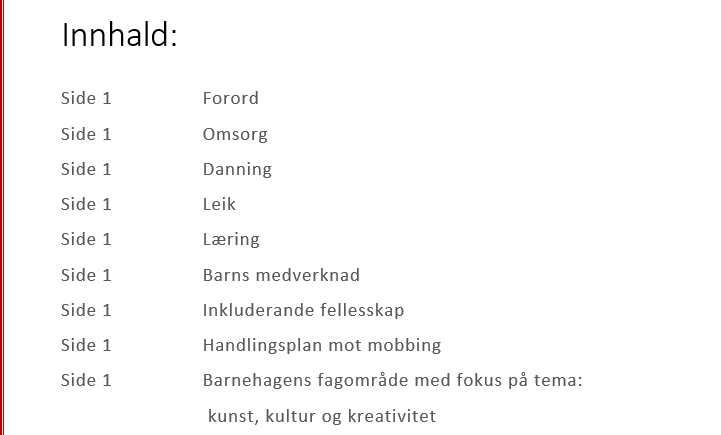 Innhald:
Side 1 Forord
Side 1 Omsorg
Side 1 Danning
Side 1 Leik
Side 1 Læring
Side 1 Barns medverknad
Side 1 Inkluderande fellesskap
Side 1 Handlingsplan mot mobbing
Side 1 Barnehagens fagområde med fokus på tema:
kunst, kultur og kreativitet